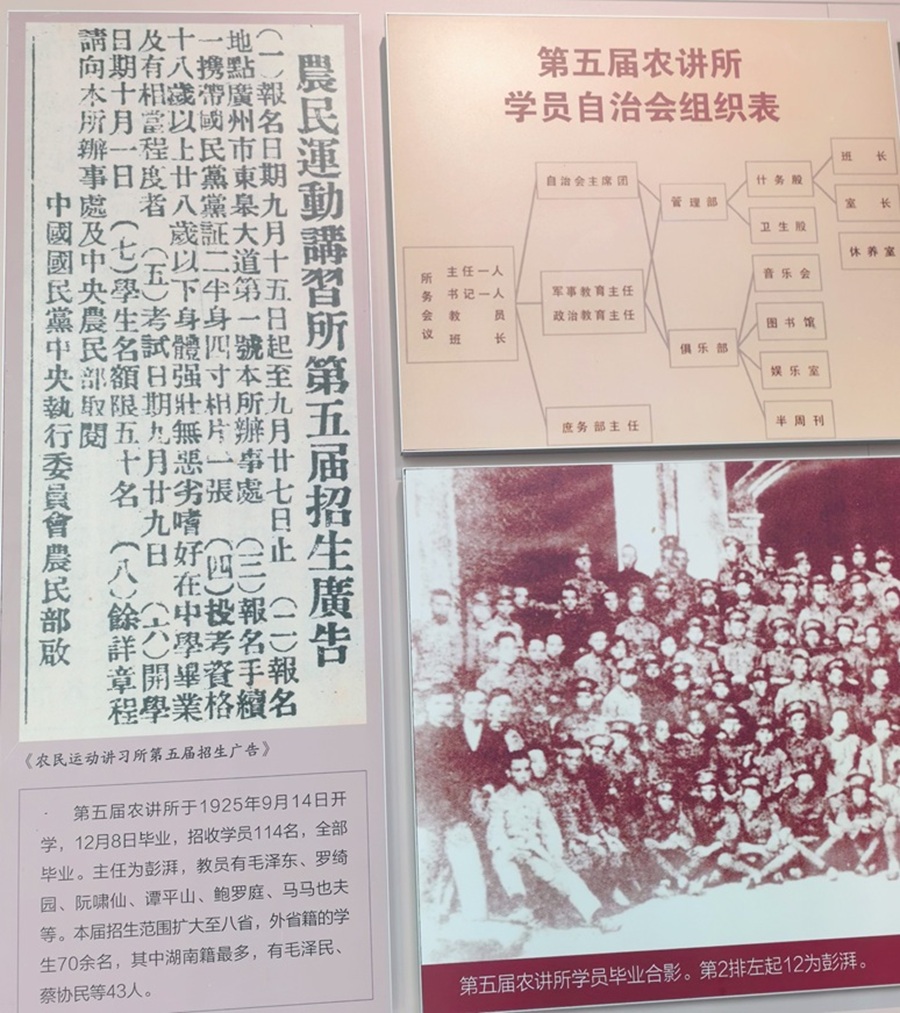 農民運動講習所第五届招生廣告
(一)報名日期九月十五日起至九月廿七日止 (二)報名
地點廣州市東皋大道第一號本所辦事處 (三)報名手續
一携帶國民黨黨証二半身四寸相片一張 (四)投考資格
十八歲以上廿八歲以下身體强壯無惡劣嗜好在中學畢業
及有相當程度者 (五)考試日期九月廿九日 (六)開學
日期十月一日 (七)學生名額限五十名 (八)餘詳章程
請向本所辦事處及中央農民部取閱
中國國民黨中央執行委員會農民部啟
《农民运动讲习所第五届招生广告》
第五届农讲所于1925年9月14日开
学,12月8日毕业,招收学员114名,全部
毕业。主任为彭湃,教员有毛泽东、罗绮
园、阮啸仙、谭平山、鲍罗庭、马马也夫
等。本届招生范围扩大至八省,外省籍的学
生70余名,其中湖南籍最多,有毛泽民、
蔡协民等43人。
第五届农讲所
学员自治会组织表
所务会议
主任一人
书记一人
教 员
班 长
自治会主席团
军事教育主任
政治教育主任
庶务部主任
管理部
俱乐部
什务股
卫生股
音乐会
图书馆
娱乐室
半周刊
班 长
室 长
休养室
第五届农讲所学员毕业合影。第2排左起12为彭湃。